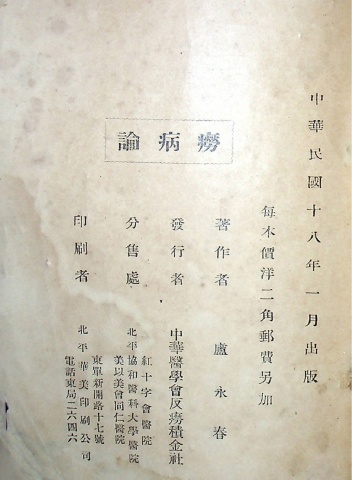 中華民國十八年一月出版
每本價洋二角郵費另加
癆病論
著作者 盧永春
發行者 中華醫學會反癆積金社
分售處
紅十字會醫院
北平協和醫科大學醫院
美以美會同仁醫院
印刷者
北平華美印刷公司
東單新開路十七號
電話東局二六四六